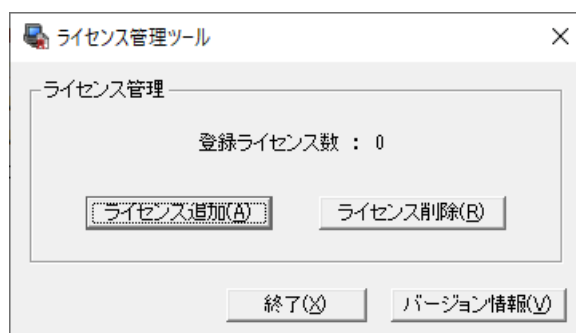 ライセンス管理ツール
ライセンス管理
登録ライセンス数 : 0
ライセンス追加(A)
ライセンス削除(R)
終了(X)
バージョン情報(V)